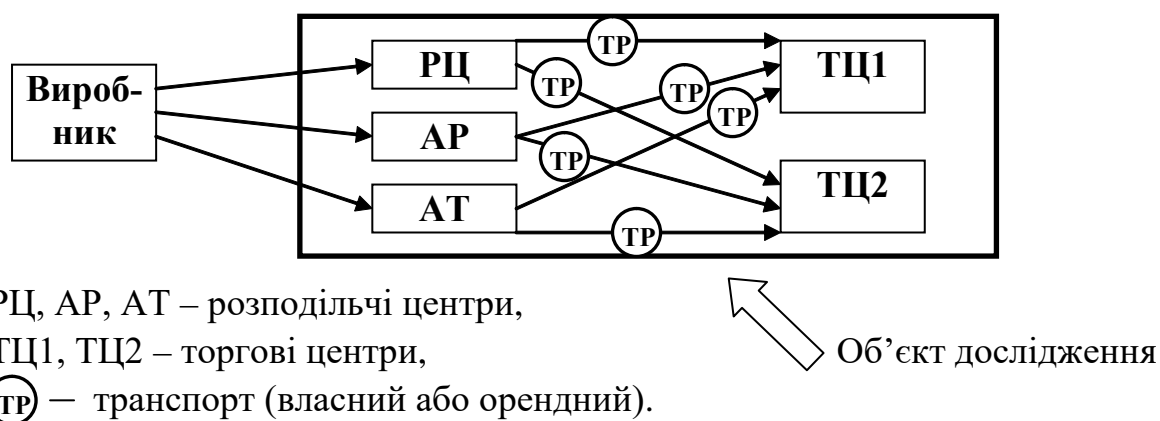 ТР
РЦ
ТЦ1
Вироб-
ник
ТР
ТР
ТР
АР
ТР
АТ
ТЦ2
ТР
РЦ, АР, АТ – розподільчі центри,
ТЦ1, ТЦ2 – торгові центри,
Об’єкт дослідження
ТР – транспорт (власний або орендний).